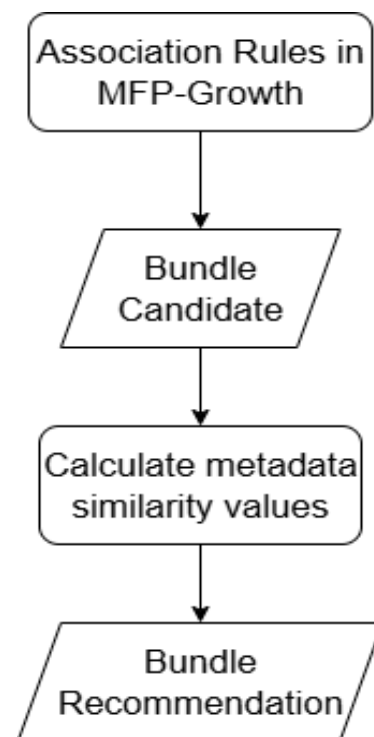 Association Rules in
MFP-Growth
Bundle
Candidate
Calculate metadata
similarity values
Bundle
Recommendation